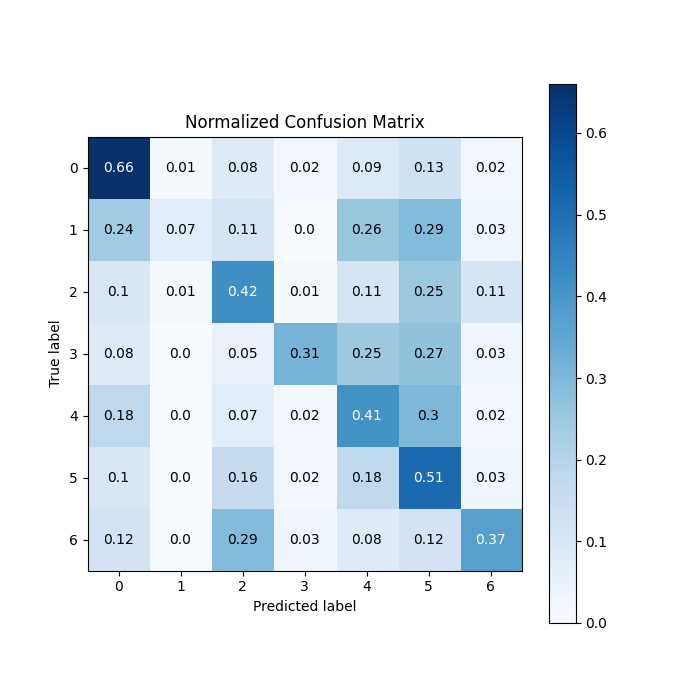 Normalized Confusion Matrix
True label
0 0.66 0.01 0.08 0.02 0.09 0.13 0.02
1 0.24 0.07 0.11 0.0 0.26 0.29 0.03
2 0.1 0.01 0.42 0.01 0.11 0.25 0.11
3 0.08 0.0 0.05 0.31 0.25 0.27 0.03
4 0.18 0.0 0.07 0.02 0.41 0.3 0.02
5 0.1 0.0 0.16 0.02 0.18 0.51 0.03
6 0.12 0.0 0.29 0.03 0.08 0.12 0.37
0 1 2 3 4 5 6
Predicted label
0.6
0.5
0.4
0.3
0.2
0.1
0.0